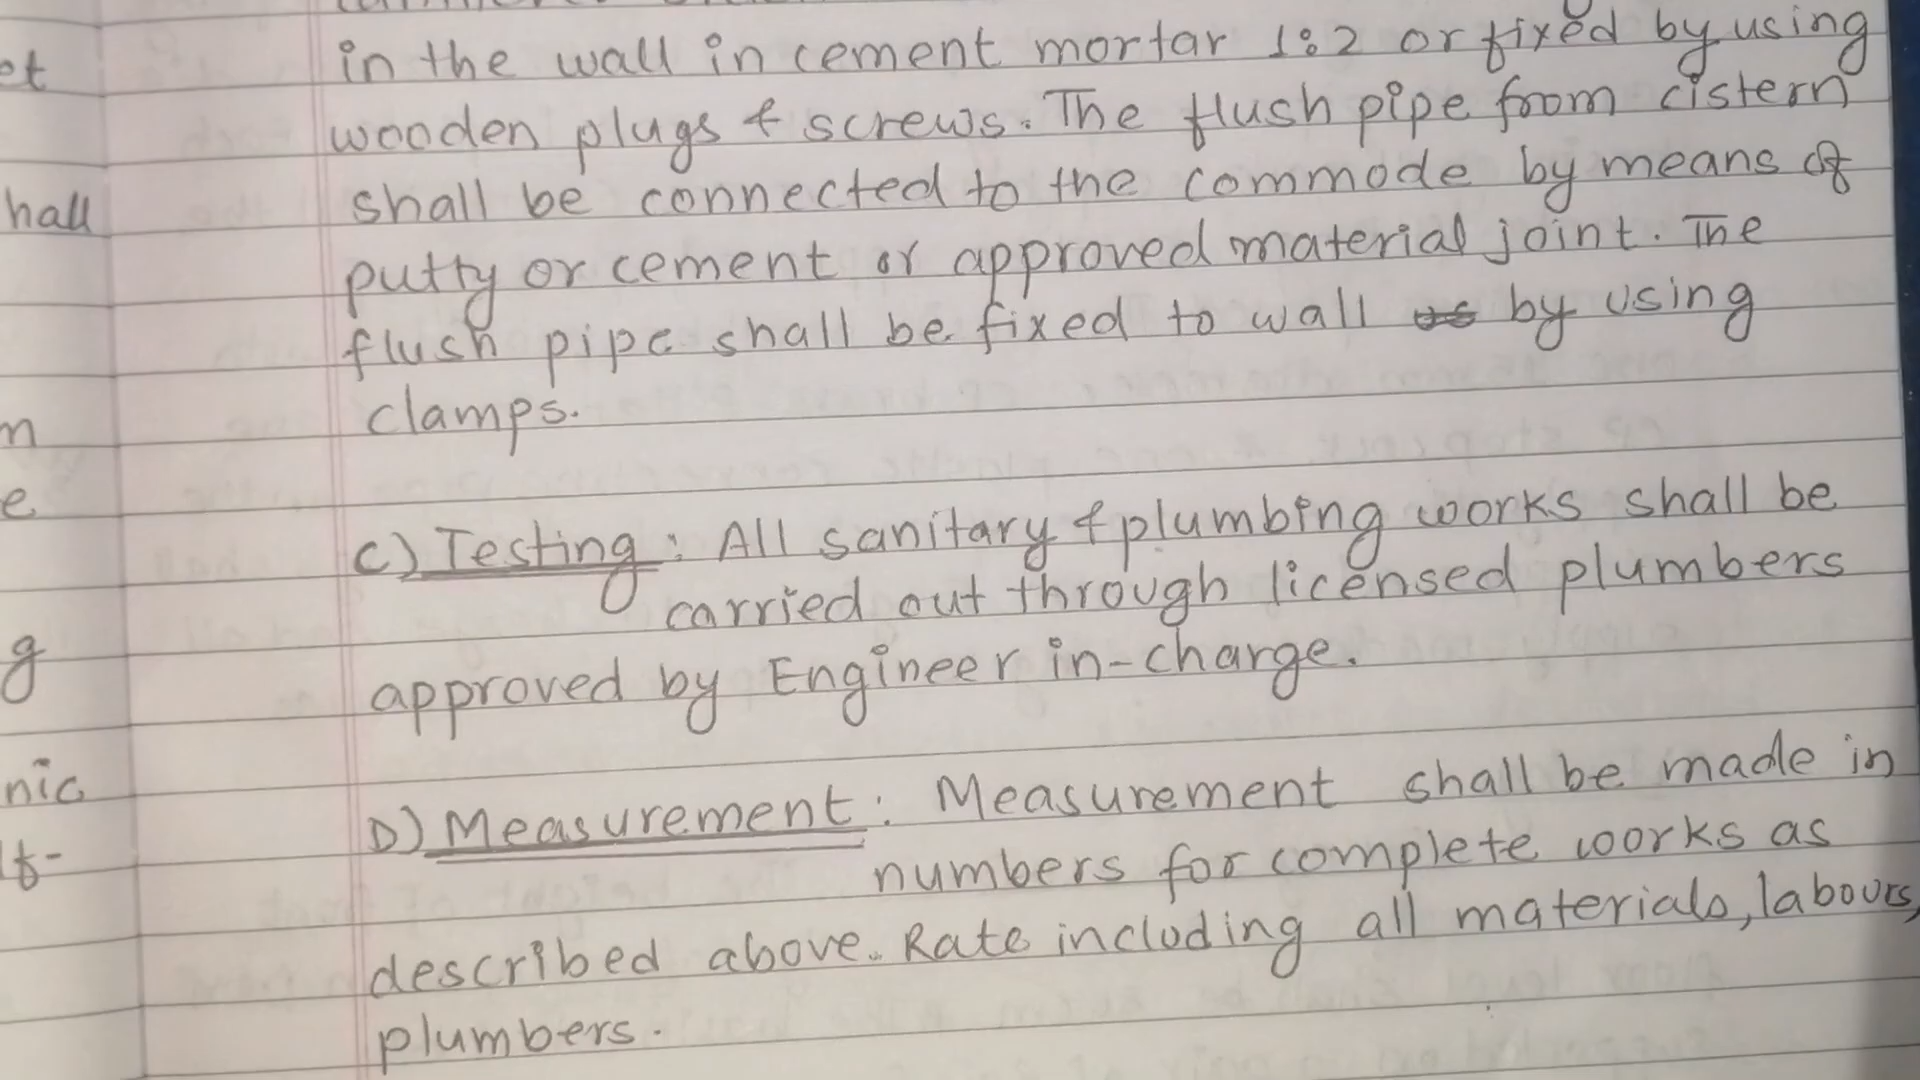 in the wall in cement mortar 1:2 or fixed by using
wooden plugs & screws. The flush pipe from cistern
shall be connected to the commode by means of
putty or cement or approved material joint. The
flush pipe shall be fixed to wall by using
clamps.
C) Testing: All sanitary & plumbing works shall be
carried out through licensed plumbers
approved by Engineer in-charge.
D) Measurement: Measurement shall be made in
numbers for complete works as
described above. Rate including all materials, labours,
plumbers.
et
hall
n
e
g
nic